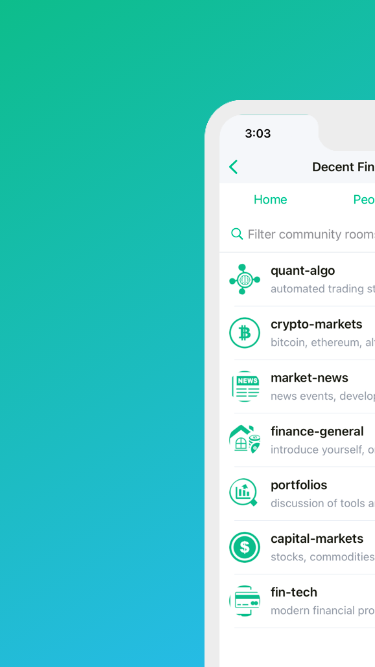 3:03
Decent Fin
Home Peo
Filter community room
quant-algo
automated trading st
crypto-markets
bitcoin, ethereum, al
NEWS
market-news
news events, develop
finance-general
introduce yourself, o
portfolios
discussion of tools a
capital-markets
stocks, commodities
fin-tech
modern financial pro